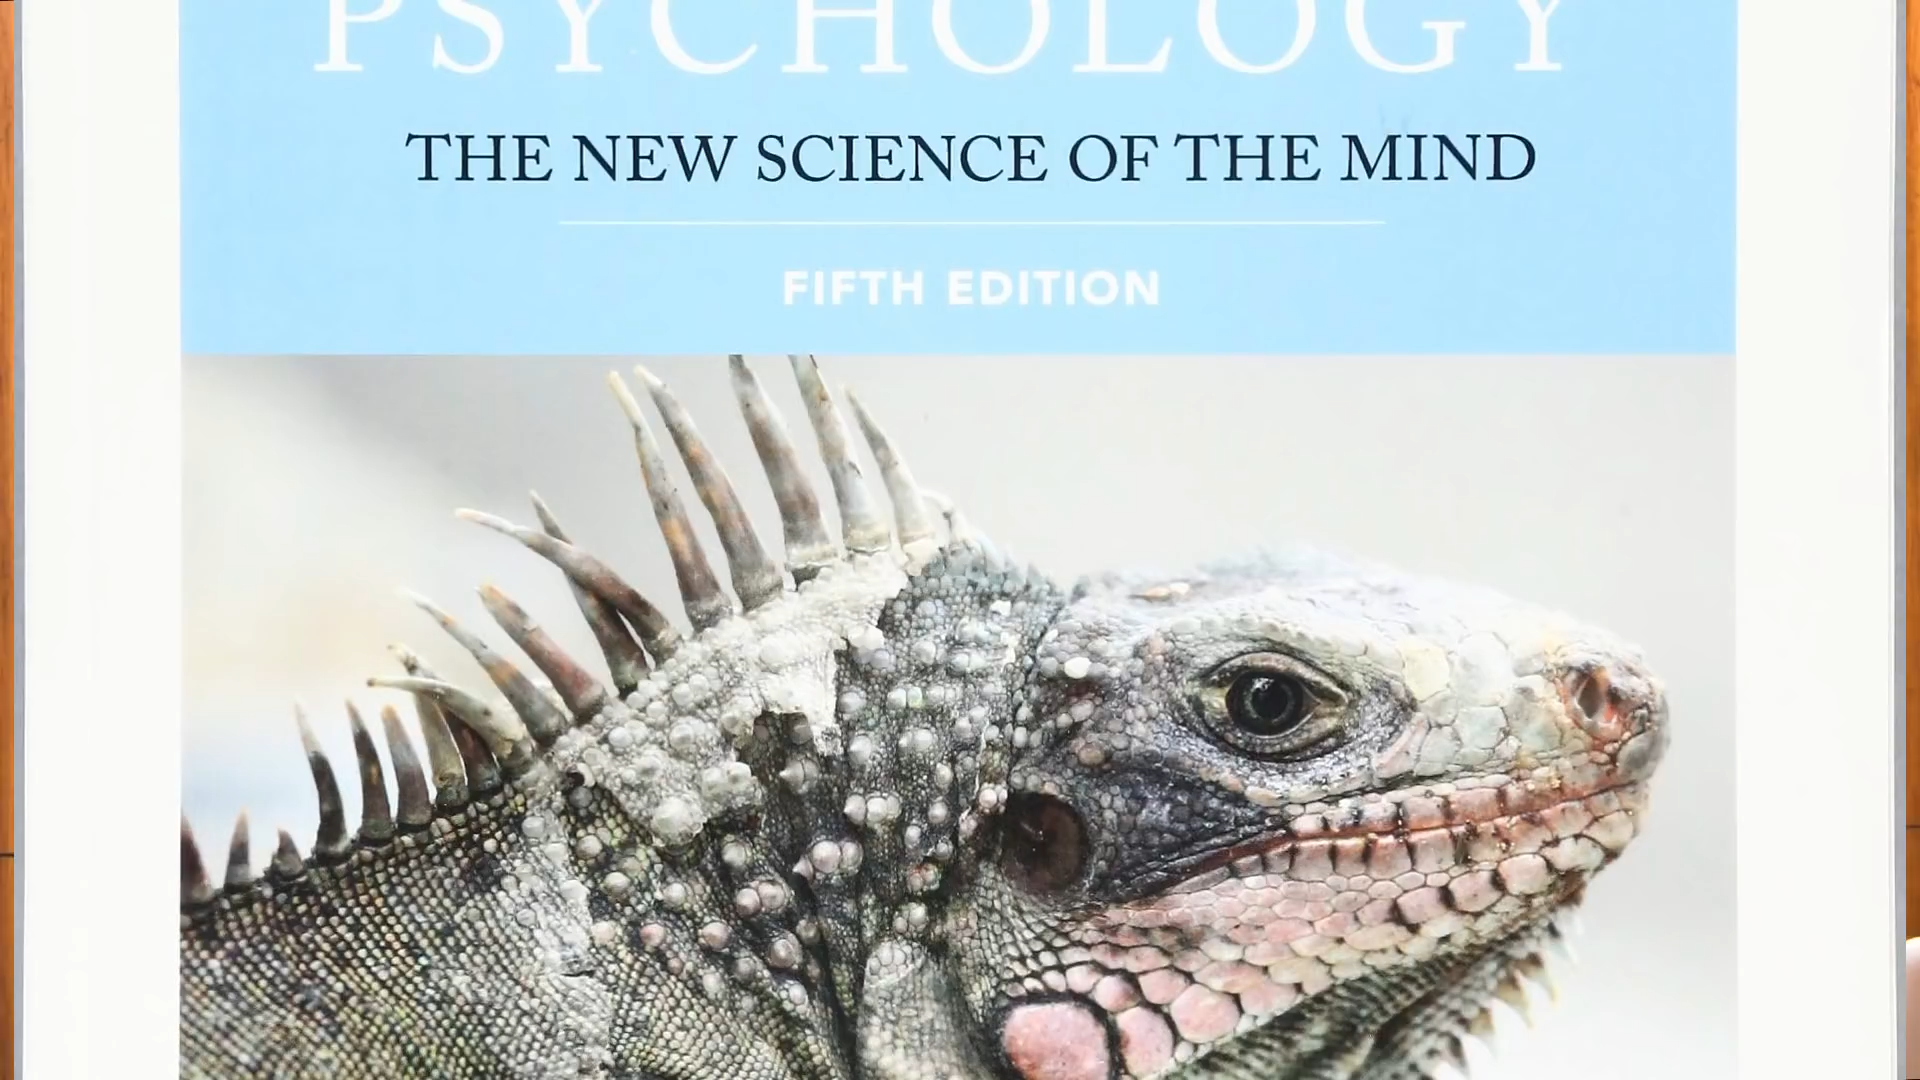 PSYCHOLOGY
THE NEW SCIENCE OF THE MIND
FIFTH EDITION